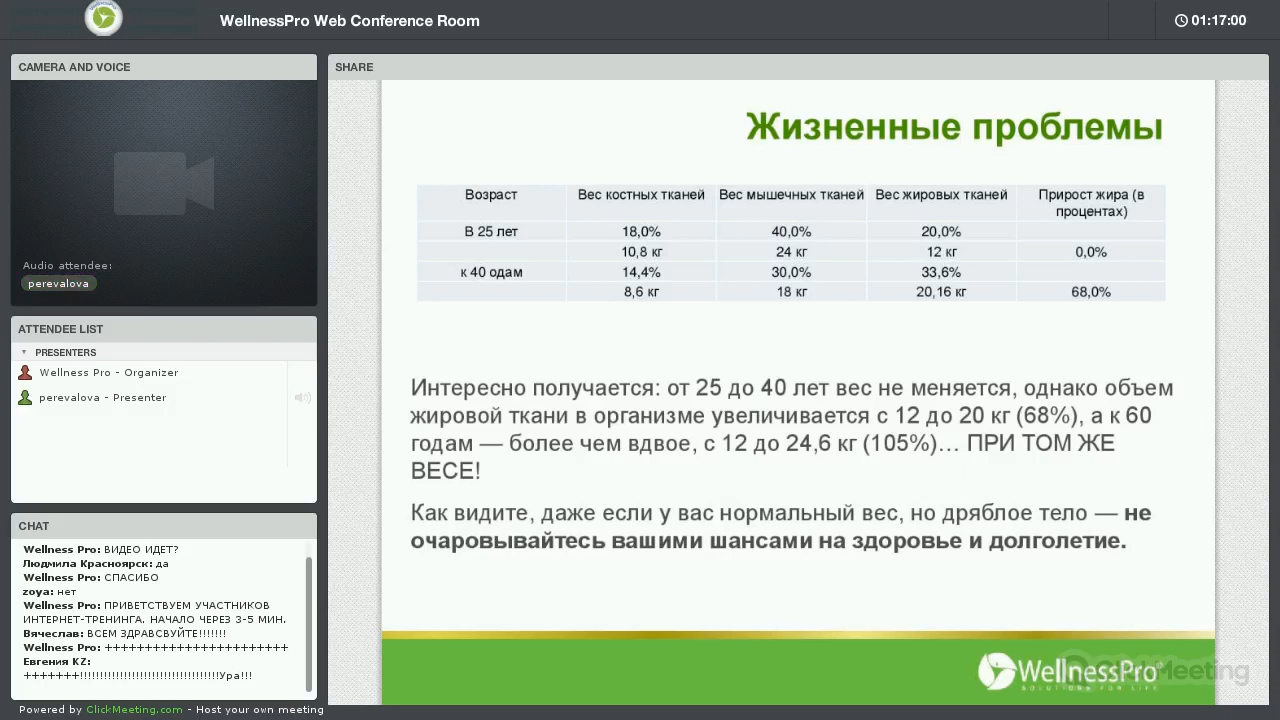 WellnessPro Web Conference Room
01:17:00
CAMERA AND VOICE
Audio attendee:
perevalova
ATTENDEE LIST
PRESENTERS
Wellness Pro - Organizer
perevalova - Presenter
CHAT
Wellness Pro: ВИДЕО ИДЕТ?
Людмила Красноярск: да
Wellness Pro: СПАСИБО
zoya: нет
Wellness Pro: ПРИВЕТСТВУЕМ УЧАСТНИКОВ
ИНТЕРНЕТ-ТРЕНИНГА. НАЧАЛО ЧЕРЕЗ 3-5 МИН.
Вячеслав: ВСЕМ ЗДРАВСВУЙТЕ!!!!!!!
Wellness Pro:
Евгений KZ:
Ура!!!
Powered by ClickMeeting.com - Host your own meeting
SHARE
Жизненные проблемы
Возраст Вес костных тканей Вес мышечных тканей Вес жировых тканей Прирост жира (в
процентах)
В 25 лет 18,0% 40,0% 20,0%
10,8 кг 24 кг 12 кг 0,0%
к 40 одам 14,4% 30,0% 33,6%
8,6 кг 18 кг 20,16 кг 68,0%
Интересно получается: от 25 до 40 лет вес не меняется, однако объем
жировой ткани в организме увеличивается с 12 до 20 кг (68%), а к 60
годам — более чем вдвое, с 12 до 24,6 кг (105%)… ПРИ ТОМ ЖЕ
ВЕСЕ!
Как видите, даже если у вас нормальный вес, но дряблое тело — не
очаровывайтесь вашими шансами на здоровье и долголетие.
WellnessPro
SOLUTIONS FOR LIFE
Meeting